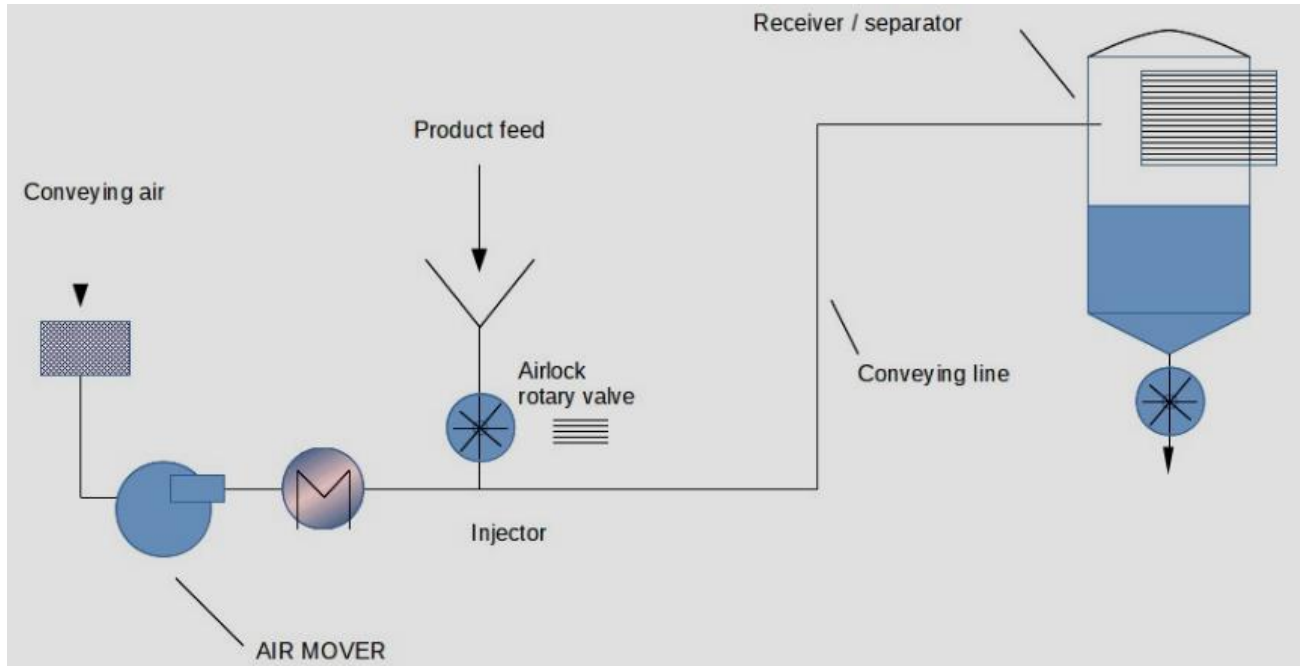 Receiver / separator
Product feed
Conveying air
Airlock
rotary valve
Conveying line
Injector
AIR MOVER